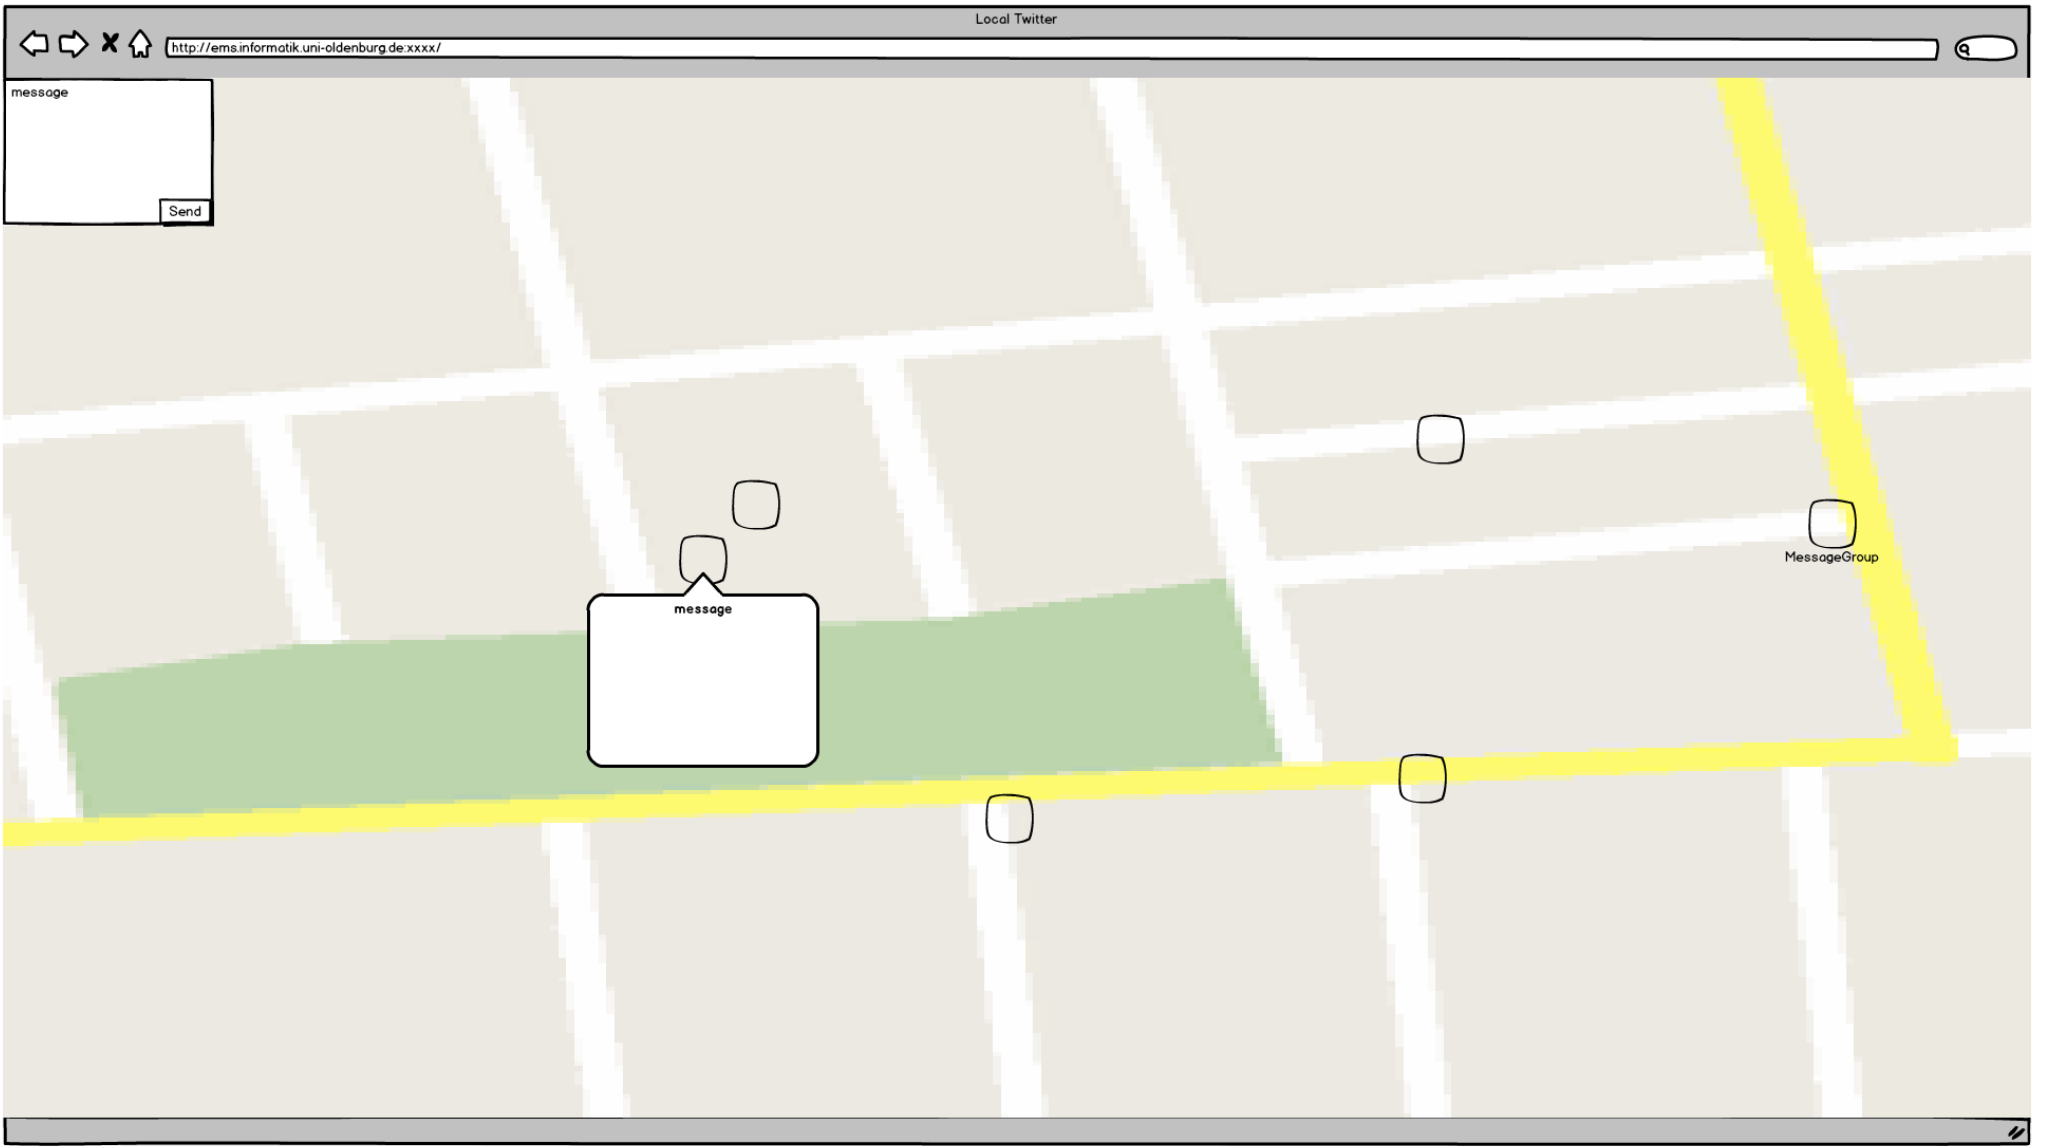 Local Twitter
http://ems.informatik.uni-oldenburg.de:xxxx/
message
Send
MessageGroup
message